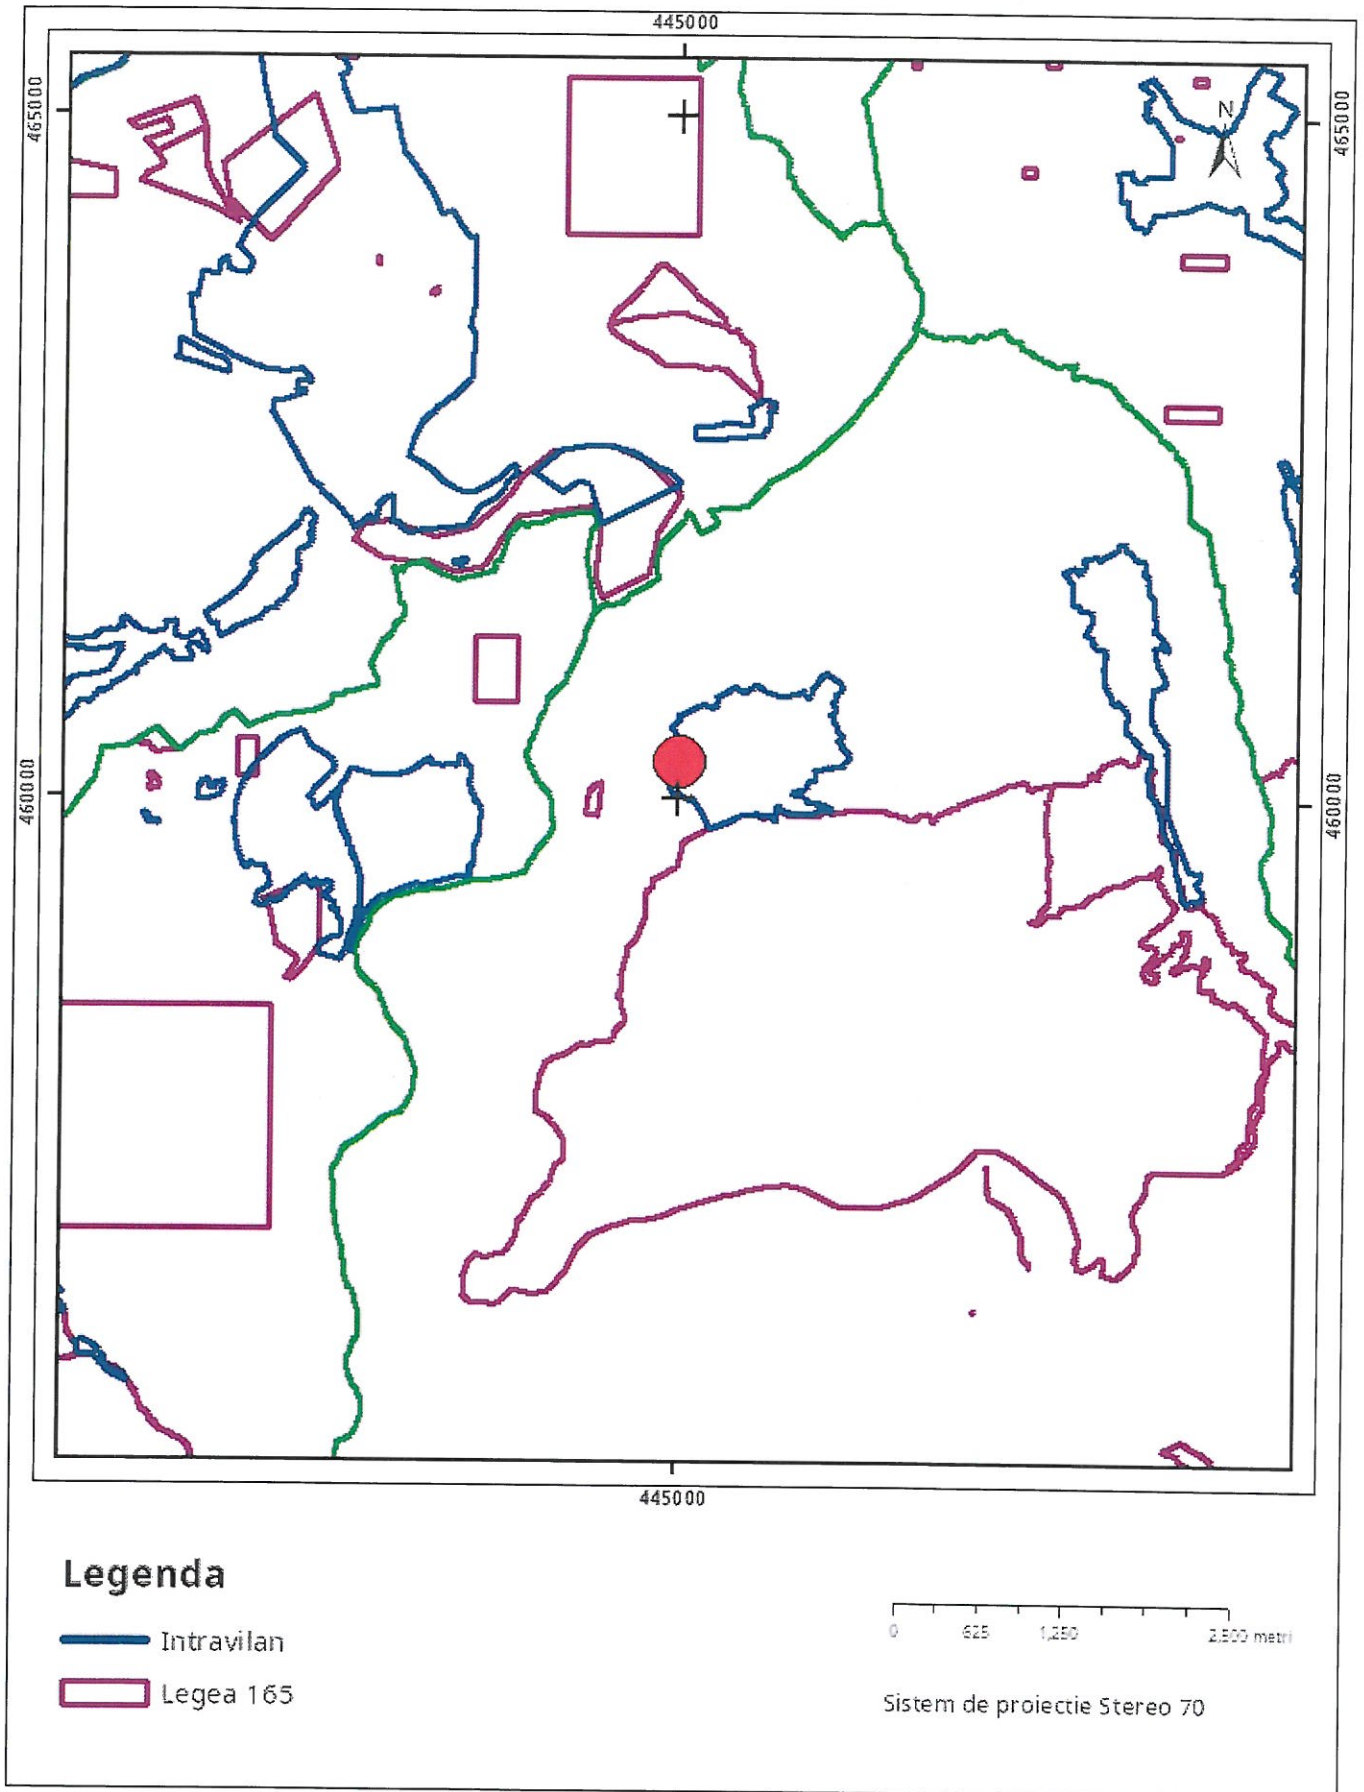 445000
465000
465000
N
460000
460000
445000
Legenda
Intravilan
Legea 165
0 625 1,250 2,500 metri
Sistem de proiectie Stereo 70